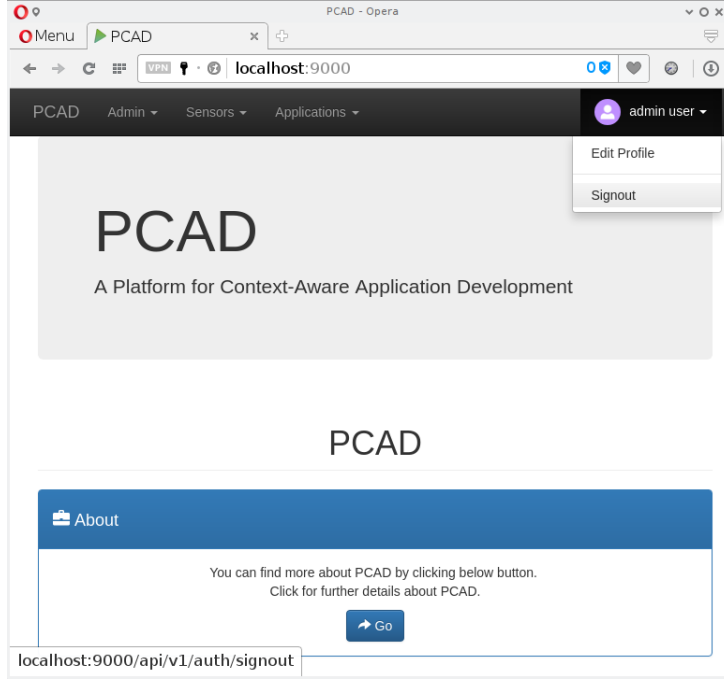 PCAD - Opera
Menu
PCAD
VPN
localhost:9000
0
PCAD
Admin
Sensors
Applications
admin user
Edit Profile
Signout
PCAD
A Platform for Context-Aware Application Development
PCAD
About
You can find more about PCAD by clicking below button.
Click for further details about PCAD.
Go
localhost:9000/api/v1/auth/signout